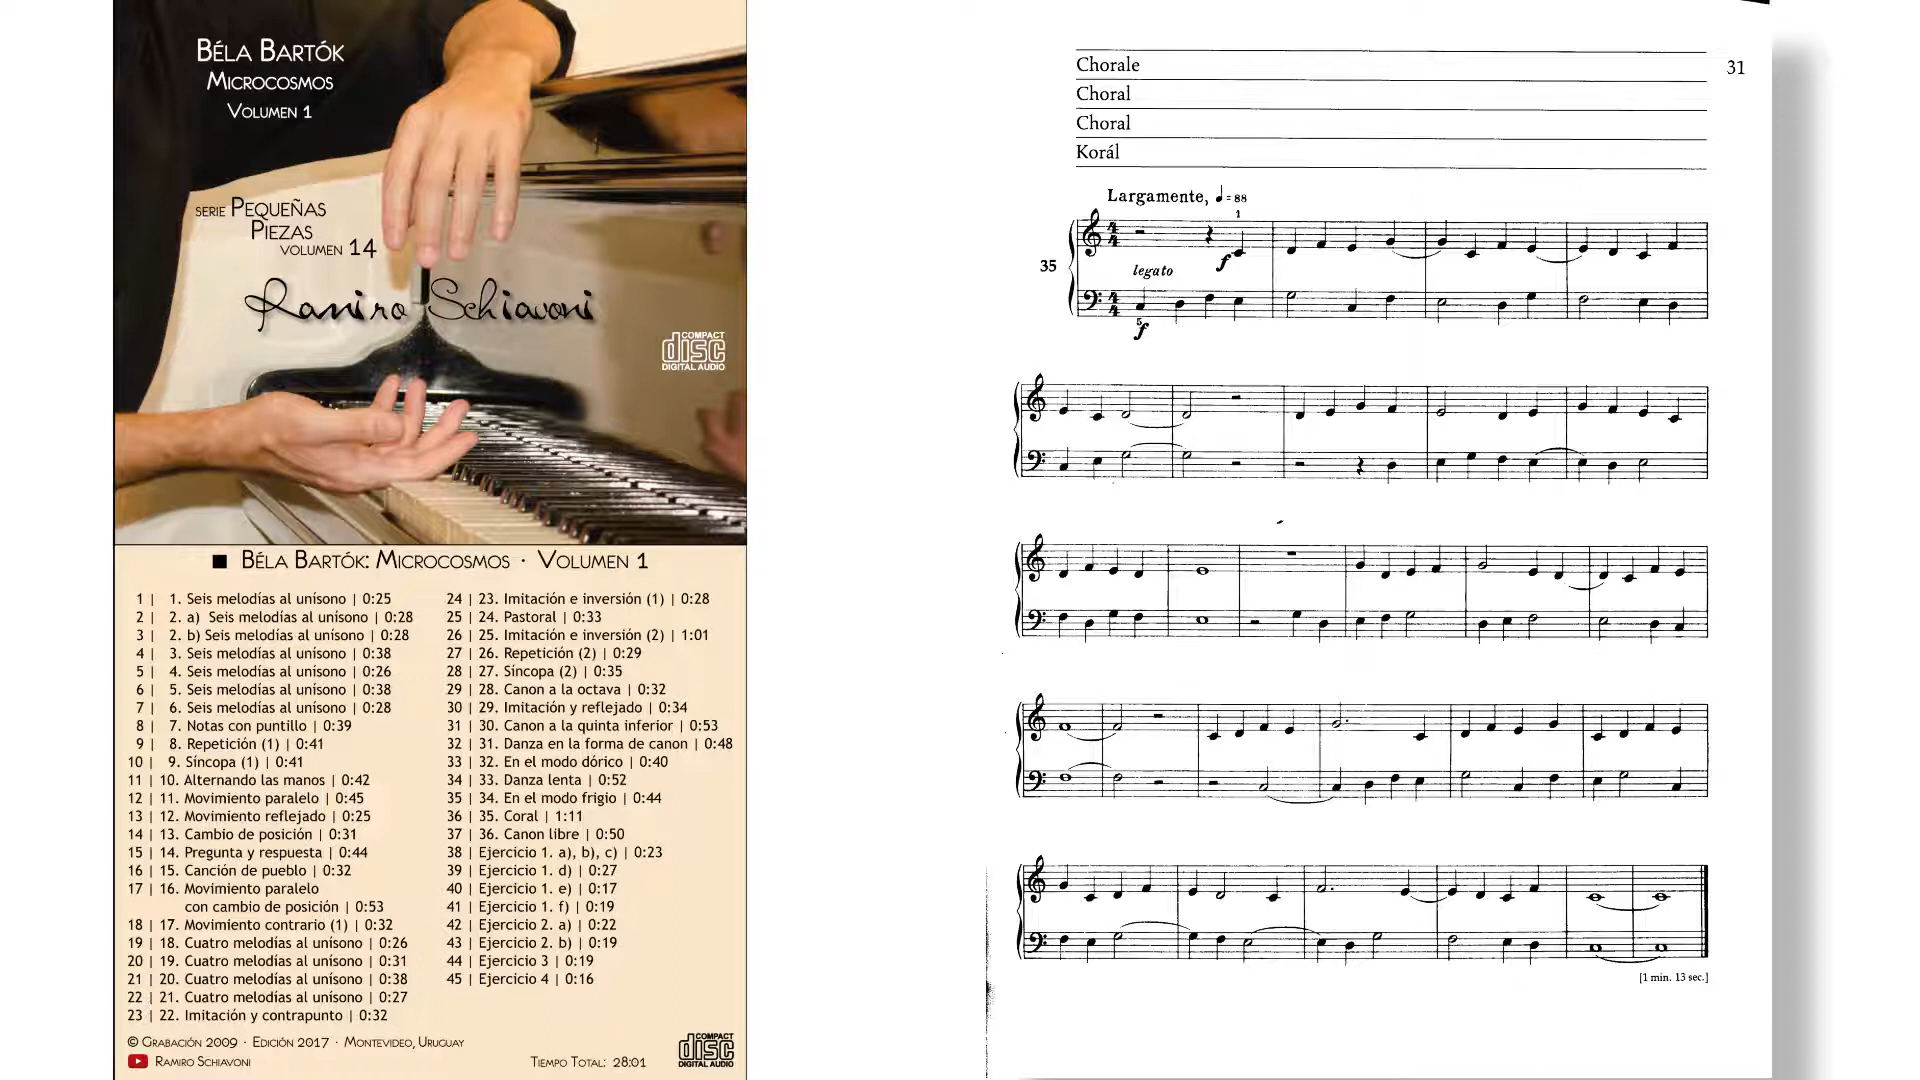 BÉLA BARTÓK
MICROCOSMOS
VOLUMEN 1
SERIE PEQUEÑAS
PIEZAS
VOLUMEN 14
Ramiro Schiavoni
COMPACT
disc
DIGITAL AUDIO
■ BÉLA BARTÓK: MICROCOSMOS · VOLUMEN 1
1 | 1. Seis melodías al unísono | 0:25
2 | 2. a) Seis melodías al unísono | 0:28
3 | 2. b) Seis melodías al unísono | 0:28
4 | 3. Seis melodías al unísono | 0:38
5 | 4. Seis melodías al unísono | 0:26
6 | 5. Seis melodías al unísono | 0:38
7 | 6. Seis melodías al unísono | 0:28
8 | 7. Notas con puntillo | 0:39
9 | 8. Repetición (1) | 0:41
10 | 9. Síncopa (1) | 0:41
11 | 10. Alternando las manos | 0:42
12 | 11. Movimiento paralelo | 0:45
13 | 12. Movimiento reflejado | 0:25
14 | 13. Cambio de posición | 0:31
15 | 14. Pregunta y respuesta | 0:44
16 | 15. Canción de pueblo | 0:32
17 | 16. Movimiento paralelo
con cambio de posición | 0:53
18 | 17. Movimiento contrario (1) | 0:32
19 | 18. Cuatro melodías al unísono | 0:26
20 | 19. Cuatro melodías al unísono | 0:31
21 | 20. Cuatro melodías al unísono | 0:38
22 | 21. Cuatro melodías al unísono | 0:27
23 | 22. Imitación y contrapunto | 0:32
24 | 23. Imitación e inversión (1) | 0:28
25 | 24. Pastoral | 0:33
26 | 25. Imitación e inversión (2) | 1:01
27 | 26. Repetición (2) | 0:29
28 | 27. Síncopa (2) | 0:35
29 | 28. Canon a la octava | 0:32
30 | 29. Imitación y reflejado | 0:34
31 | 30. Canon a la quinta inferior | 0:53
32 | 31. Danza en la forma de canon | 0:48
33 | 32. En el modo dórico | 0:40
34 | 33. Danza lenta | 0:52
35 | 34. En el modo frigio | 0:44
36 | 35. Coral | 1:11
37 | 36. Canon libre | 0:50
38 | Ejercicio 1. a), b), c) | 0:23
39 | Ejercicio 1. d) | 0:27
40 | Ejercicio 1. e) | 0:17
41 | Ejercicio 1. f) | 0:19
42 | Ejercicio 2. a) | 0:22
43 | Ejercicio 2. b) | 0:19
44 | Ejercicio 3 | 0:19
45 | Ejercicio 4 | 0:16
© GRABACIÓN 2009 · EDICIÓN 2017 · MONTEVIDEO, URUGUAY
RAMIRO SCHIAVONI
TIEMPO TOTAL: 28:01
COMPACT
disc
DIGITAL AUDIO
Chorale
31
Choral
Choral
Korál
Largamente, ♩=88
1
f
35
legato
5
f
[1 min. 13 sec.]